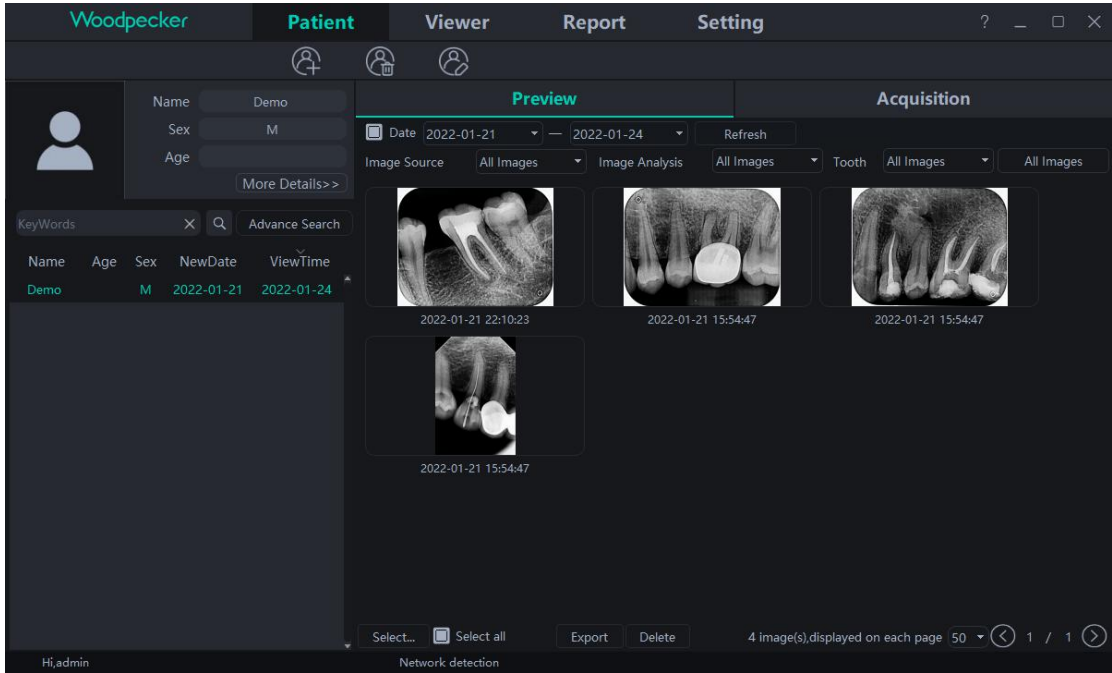 Woodpecker Patient Viewer Report Setting ?
Name Demo
Sex M
Age
More Details>>
KeyWords Advance Search
Name Age Sex NewDate ViewTime
Demo M 2022-01-21 2022-01-24
Preview Acquisition
Date 2022-01-21 — 2022-01-24 Refresh
Image Source All Images Image Analysis All Images Tooth All Images All Images
2022-01-21 22:10:23 2022-01-21 15:54:47 2022-01-21 15:54:47
2022-01-21 15:54:47
Select... Select all Export Delete 4 image(s),displayed on each page 50 1 / 1
Hi,admin Network detection